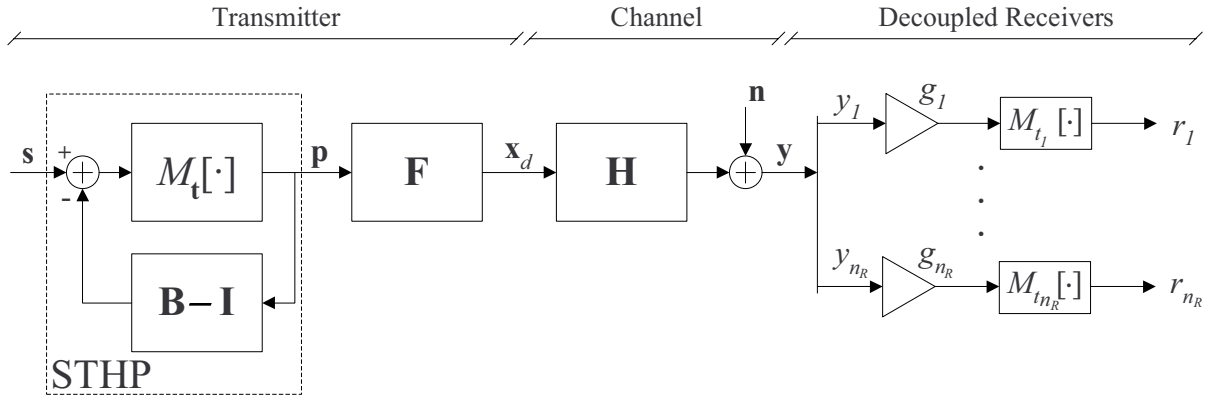 Transmitter Channel Decoupled Receivers
s + - M_t[·] p F x_d H n y
B−I
STHP
y_1 g_1 M_{t_1}[·] r_1
y_{n_R} g_{n_R} M_{t_{n_R}}[·] r_{n_R}